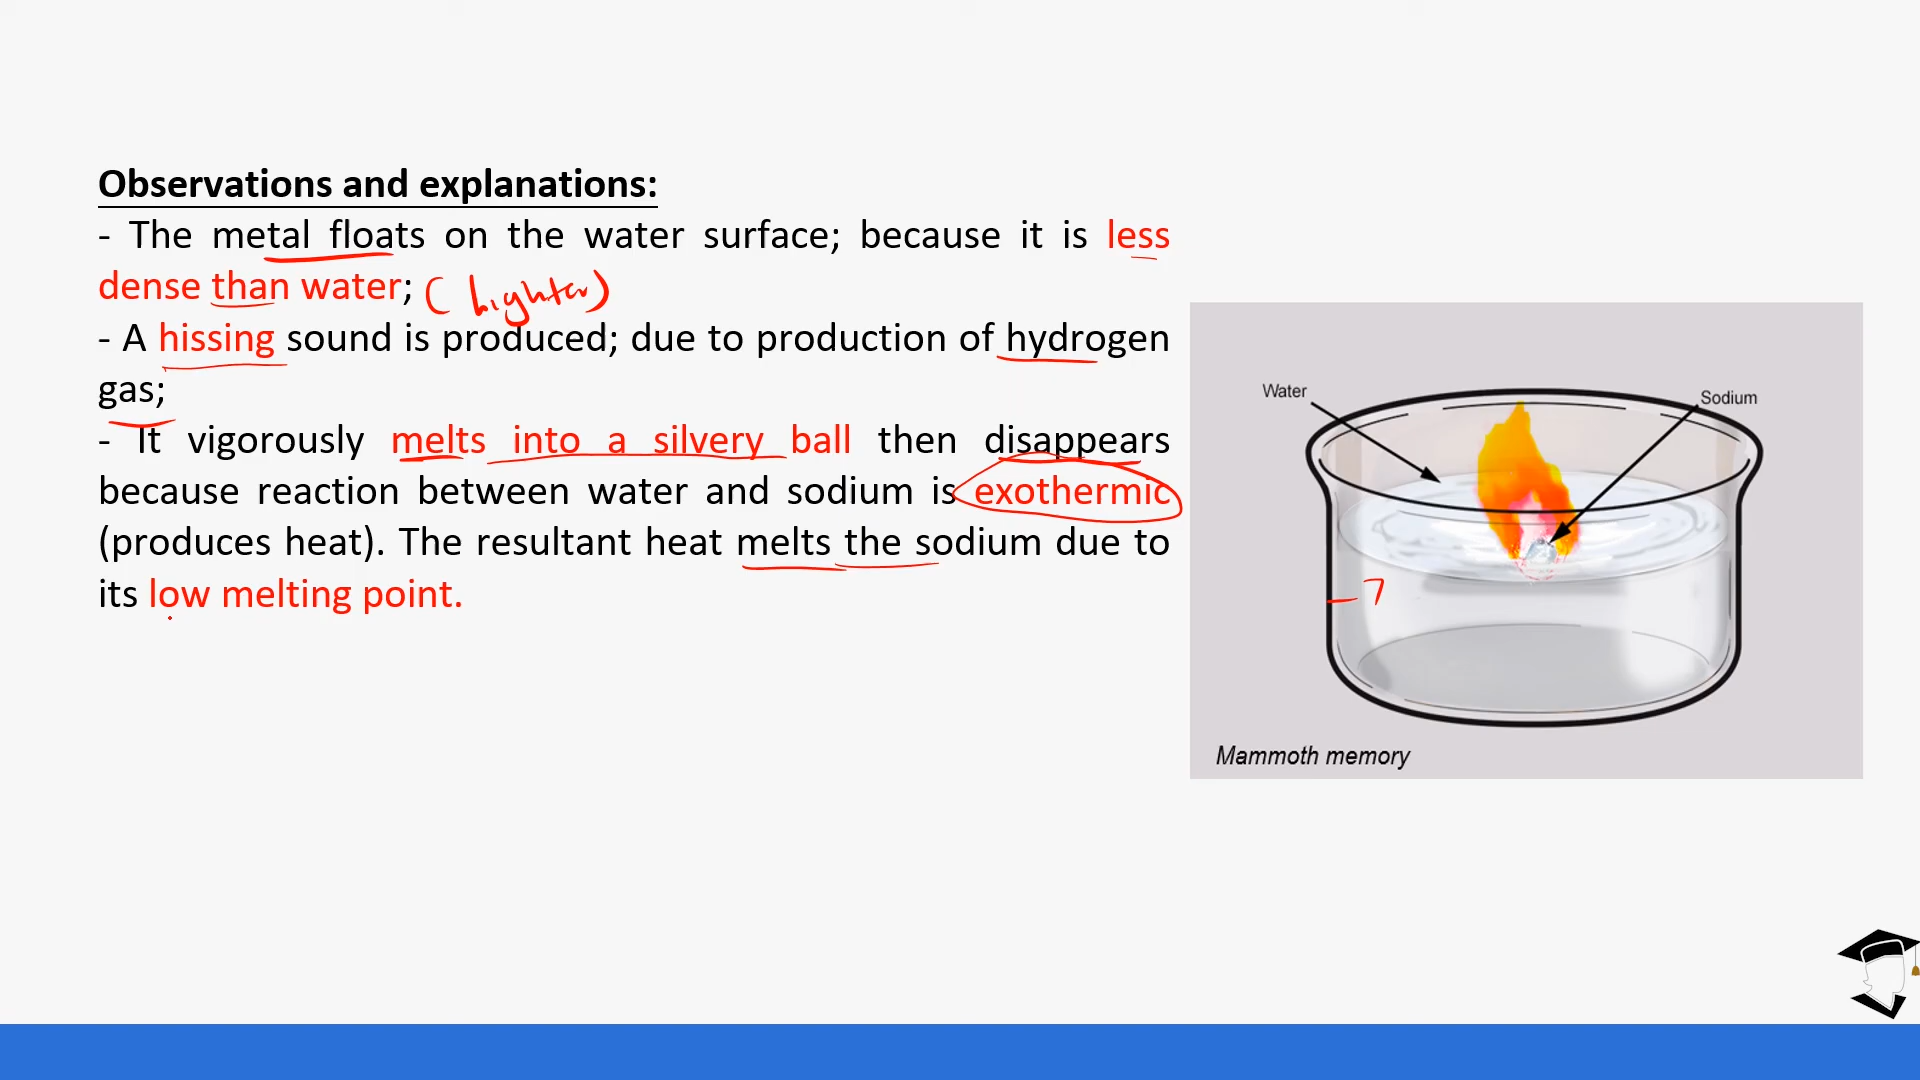 Observations and explanations:
- The metal floats on the water surface; because it is less
dense than water; (lighter)
- A hissing sound is produced; due to production of hydrogen
gas;
- It vigorously melts into a silvery ball then disappears
because reaction between water and sodium is exothermic
(produces heat). The resultant heat melts the sodium due to
its low melting point.
Water
Sodium
Mammoth memory